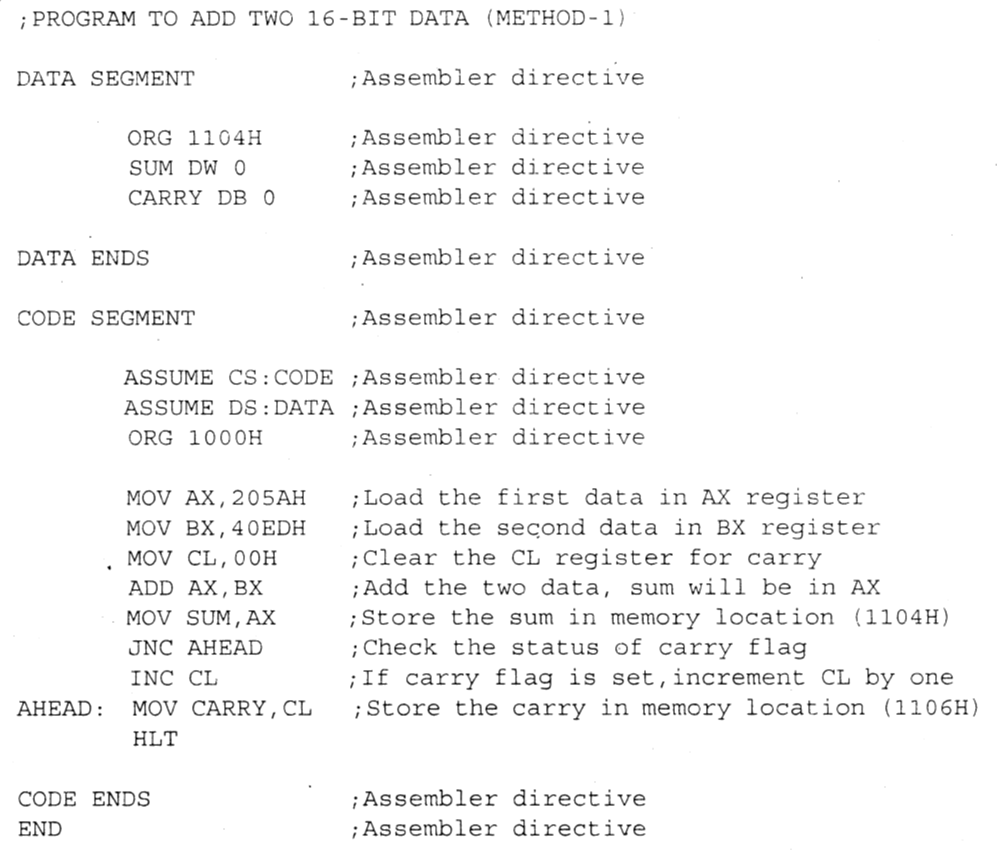 ;PROGRAM TO ADD TWO 16-BIT DATA (METHOD-1)
DATA SEGMENT ;Assembler directive
ORG 1104H ;Assembler directive
SUM DW 0 ;Assembler directive
CARRY DB 0 ;Assembler directive
DATA ENDS ;Assembler directive
CODE SEGMENT ;Assembler directive
ASSUME CS:CODE ;Assembler directive
ASSUME DS:DATA ;Assembler directive
ORG 1000H ;Assembler directive
MOV AX,205AH ;Load the first data in AX register
MOV BX,40EDH ;Load the second data in BX register
MOV CL,00H ;Clear the CL register for carry
ADD AX,BX ;Add the two data, sum will be in AX
MOV SUM,AX ;Store the sum in memory location (1104H)
JNC AHEAD ;Check the status of carry flag
INC CL ;If carry flag is set,increment CL by one
AHEAD: MOV CARRY,CL ;Store the carry in memory location (1106H)
HLT
CODE ENDS ;Assembler directive
END ;Assembler directive